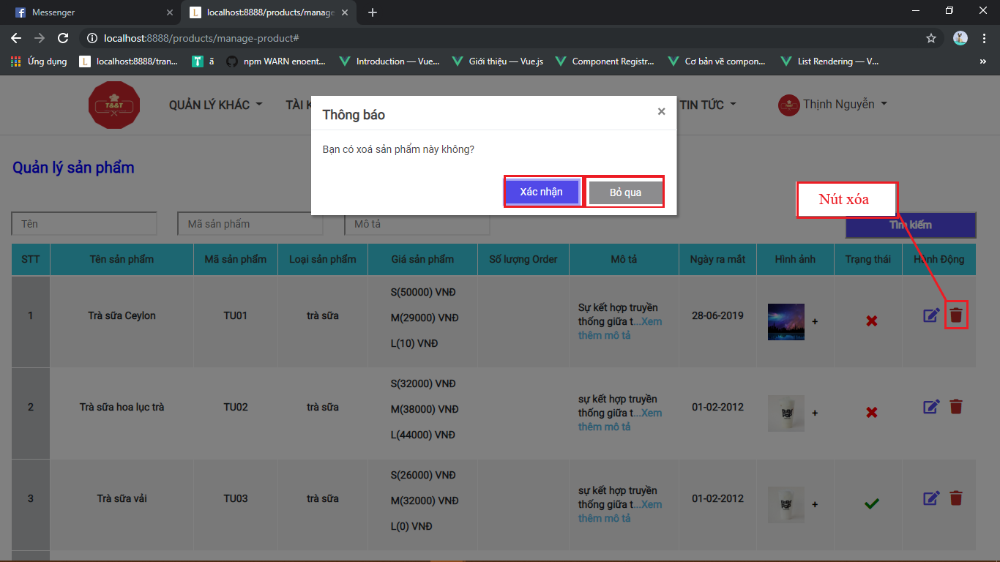 Messenger
localhost:8888/products/manage
localhost:8888/products/manage-product#
Ứng dụng
localhost:8888/tran...
ã
npm WARN enoent...
Introduction — Vue...
Giới thiệu — Vue.js
Component Registr...
Cơ bản về compon...
List Rendering — V...
T&&T
QUẢN LÝ KHÁC
TÀI K
TIN TỨC
Thịnh Nguyễn
Thông báo
×
Bạn có xoá sản phẩm này không?
Xác nhận
Bỏ qua
Quản lý sản phẩm
Nút xóa
Tên
Mã sản phẩm
Mô tả
Tìm kiếm
STT
Tên sản phẩm
Mã sản phẩm
Loại sản phẩm
Giá sản phẩm
Số lượng Order
Mô tả
Ngày ra mắt
Hình ảnh
Trạng thái
Hành Động
1
Trà sữa Ceylon
TU01
trà sữa
S(50000) VNĐ
M(29000) VNĐ
L(10) VNĐ
Sự kết hợp truyền
thống giữa t...Xem
thêm mô tả
28-06-2019
+
2
Trà sữa hoa lục trà
TU02
trà sữa
S(32000) VNĐ
M(38000) VNĐ
L(44000) VNĐ
sự kết hợp truyền
thống giữa t...Xem
thêm mô tả
01-02-2012
+
3
Trà sữa vải
TU03
trà sữa
S(26000) VNĐ
M(32000) VNĐ
L(0) VNĐ
sự kết hợp truyền
thống giữa t...Xem
thêm mô tả
01-02-2012
+